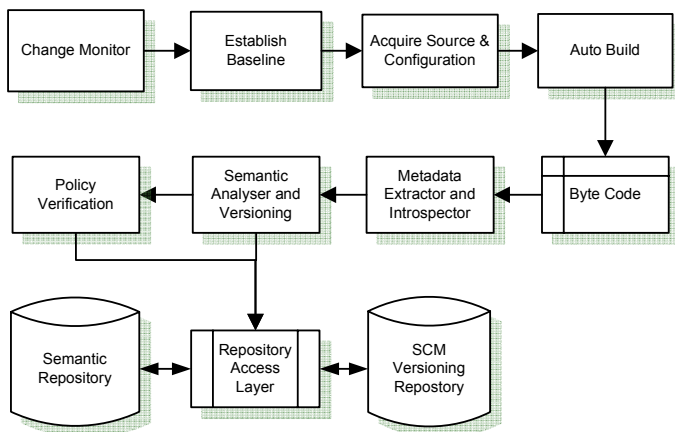 Change Monitor
Establish
Baseline
Acquire Source &
Configuration
Auto Build
Policy
Verification
Semantic
Analyser and
Versioning
Metadata
Extractor and
Introspector
Byte Code
Semantic
Repository
Repository
Access
Layer
SCM
Versioning
Repostory